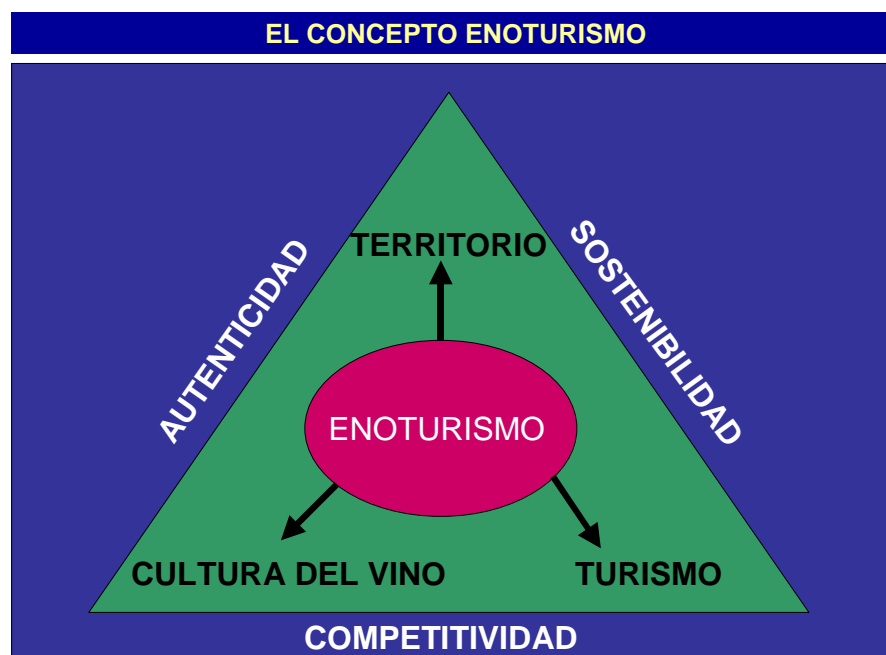 EL CONCEPTO ENOTURISMO
TERRITORIO
AUTENTICIDAD
SOSTENIBILIDAD
ENOTURISMO
CULTURA DEL VINO
TURISMO
COMPETITIVIDAD